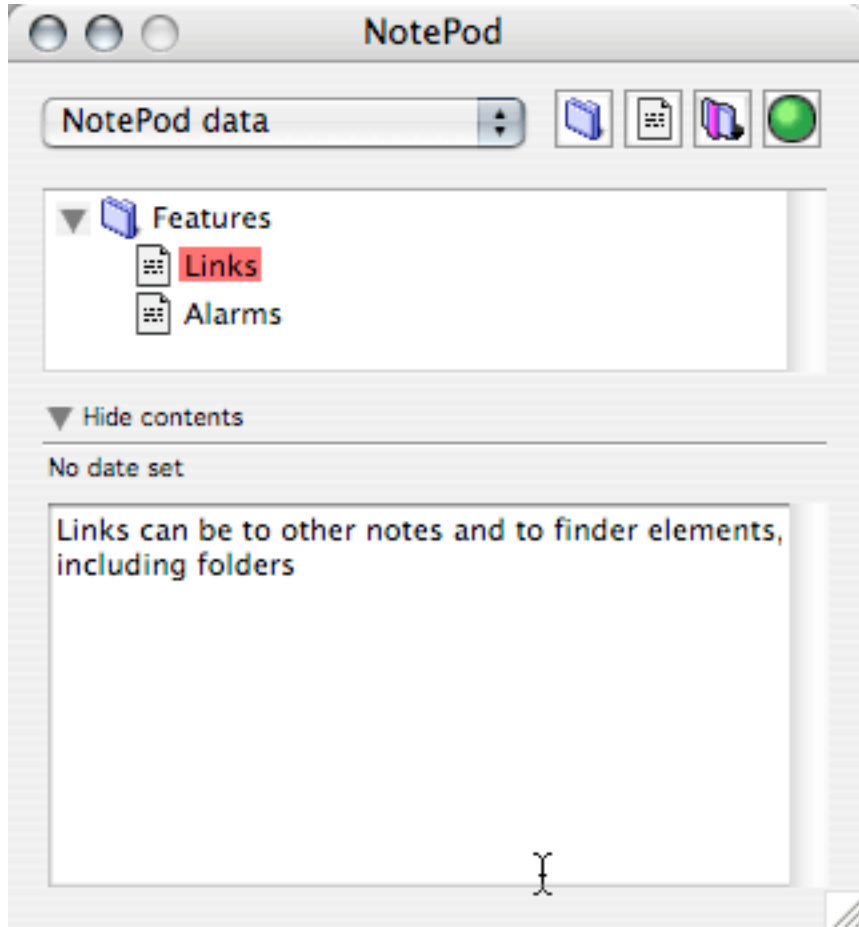 NotePod
NotePod data
Features
Links
Alarms
Hide contents
No date set
Links can be to other notes and to finder elements,
including folders